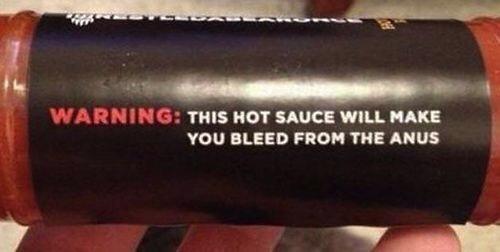 WARNING: THIS HOT SAUCE WILL MAKE
YOU BLEED FROM THE ANUS